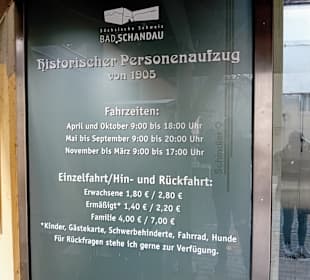 Sächsische Schweiz
BAD SCHANDAU
Historischer Personenaufzug
von 1905
Fahrzeiten:
April und Oktober 9:00 bis 18:00 Uhr
Mai bis September 9:00 bis 20:00 Uhr
November bis März 9:00 bis 17:00 Uhr
Einzelfahrt/Hin- und Rückfahrt:
Erwachsene 1,80 € / 2,80 €
Ermäßigt* 1,40 € / 2,20 €
Familie 4,00 € / 7,00 €
*Kinder, Gästekarte, Schwerbehinderte, Fahrrad, Hunde
Für Rückfragen stehe ich gerne zur Verfügung.